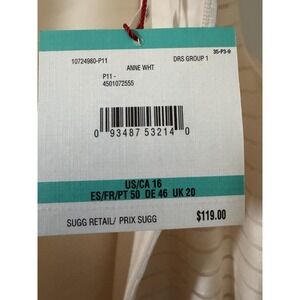 35-P3-9
10724980-P11
DRS GROUP 1
ANNE WHT
P11 -
4501072555
0 93487 53214 0
US/CA 16
ES/FR/PT 50 DE 46 UK 20
SUGG RETAIL/ PRIX SUGG
$119.00